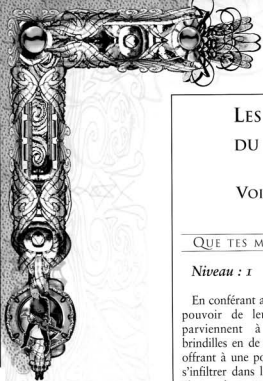 LES
DU
VOI
QUE TES M
Niveau : 1
En conférant a
pouvoir de leu
parviennent à
brindilles en de
offrant à une po
s'infiltrer dans l